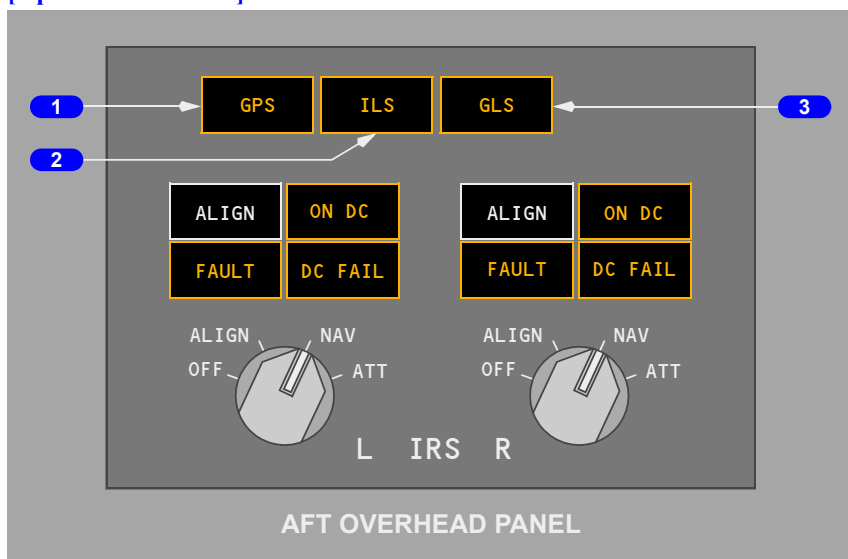 GPS ILS GLS
1 3
2
ALIGN ON DC ALIGN ON DC
FAULT DC FAIL FAULT DC FAIL
ALIGN NAV ALIGN NAV
OFF ATT OFF ATT
L IRS R
AFT OVERHEAD PANEL